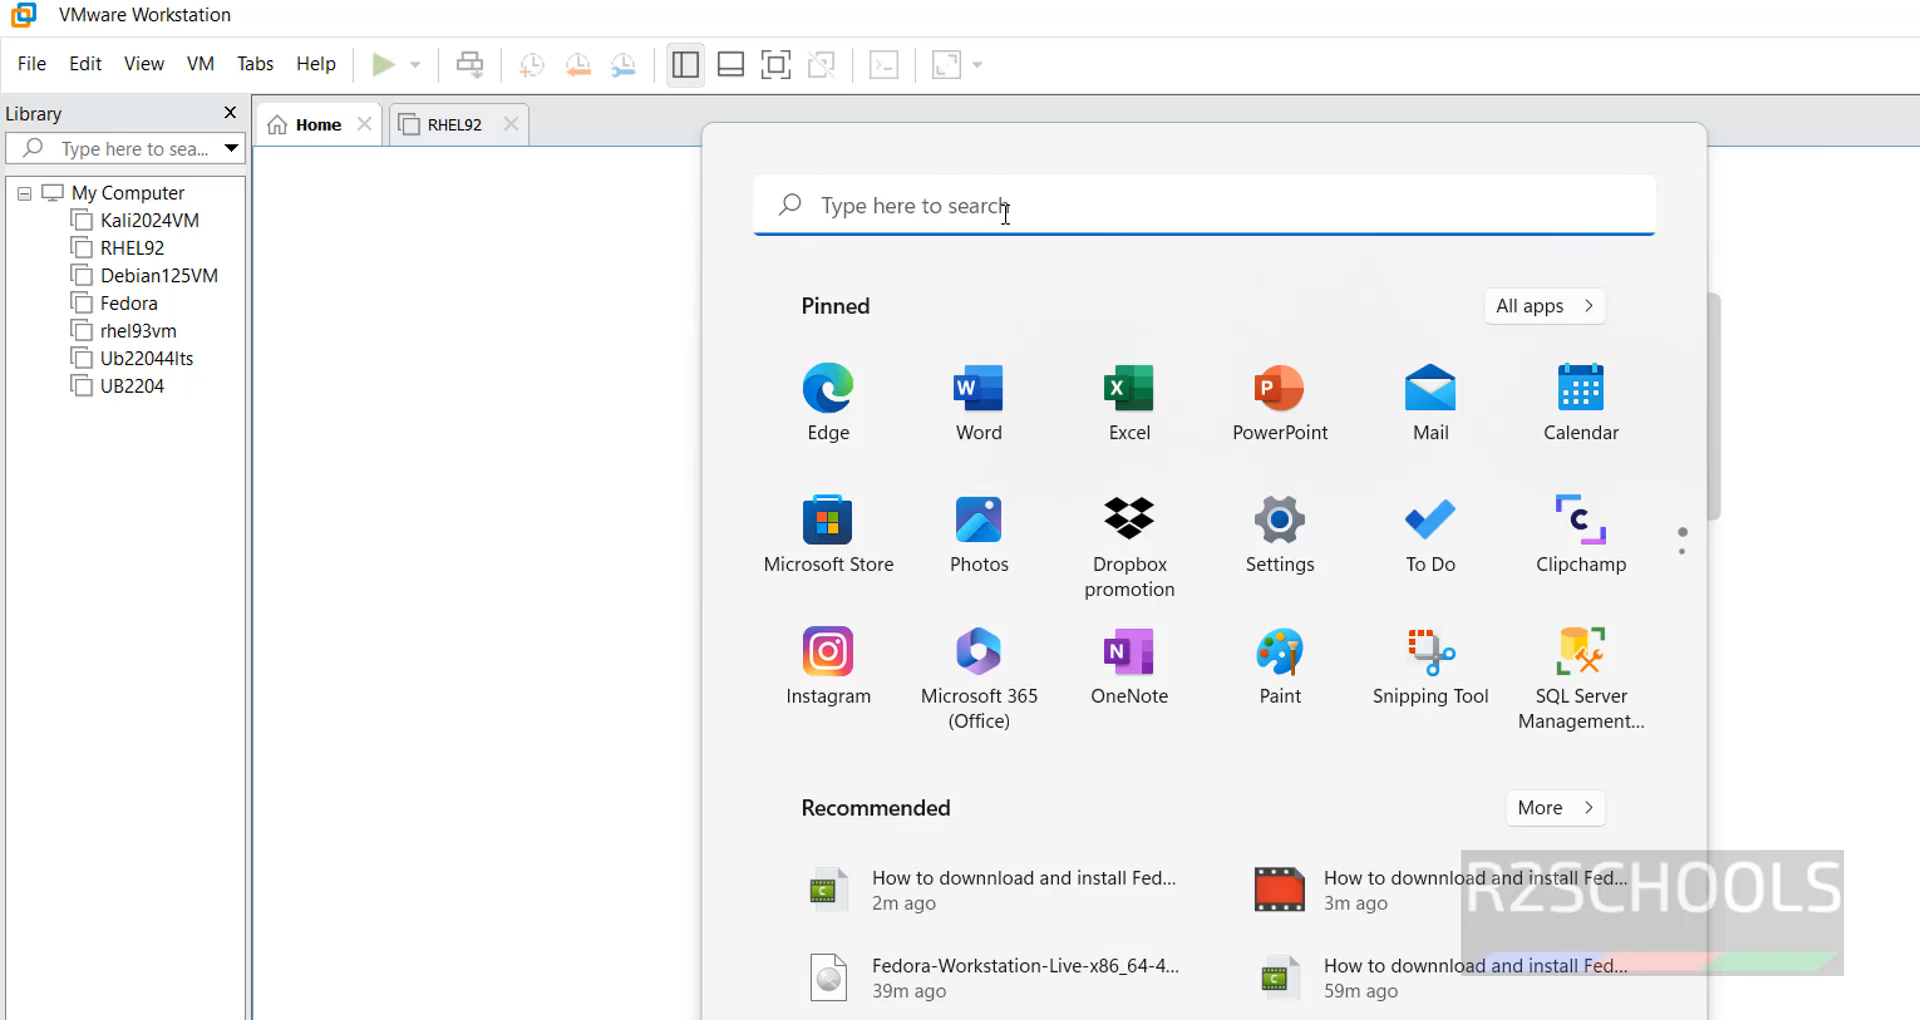 VMware Workstation
File Edit View VM Tabs Help
Library
Home
RHEL92
Type here to sea...
My Computer
Kali2024VM
RHEL92
Debian125VM
Fedora
rhel93vm
Ub22044lts
UB2204
Type here to search
Pinned
All apps
Edge
Word
Excel
PowerPoint
Mail
Calendar
Microsoft Store
Photos
Dropbox
promotion
Settings
To Do
Clipchamp
Instagram
Microsoft 365
(Office)
OneNote
Paint
Snipping Tool
SQL Server
Management...
Recommended
More
How to downnload and install Fed...
2m ago
How to downnload and install Fed...
3m ago
Fedora-Workstation-Live-x86_64-4...
39m ago
How to downnload and install Fed...
59m ago
R2SCHOOLS